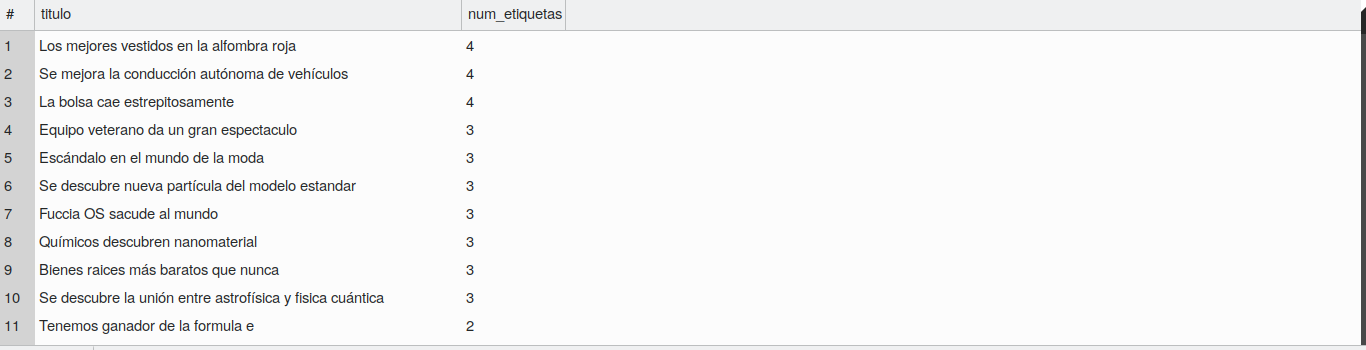 # titulo num_etiquetas
1 Los mejores vestidos en la alfombra roja 4
2 Se mejora la conducción autónoma de vehículos 4
3 La bolsa cae estrepitosamente 4
4 Equipo veterano da un gran espectaculo 3
5 Escándalo en el mundo de la moda 3
6 Se descubre nueva partícula del modelo estandar 3
7 Fuccia OS sacude al mundo 3
8 Químicos descubren nanomaterial 3
9 Bienes raices más baratos que nunca 3
10 Se descubre la unión entre astrofísica y fisica cuántica 3
11 Tenemos ganador de la formula e 2